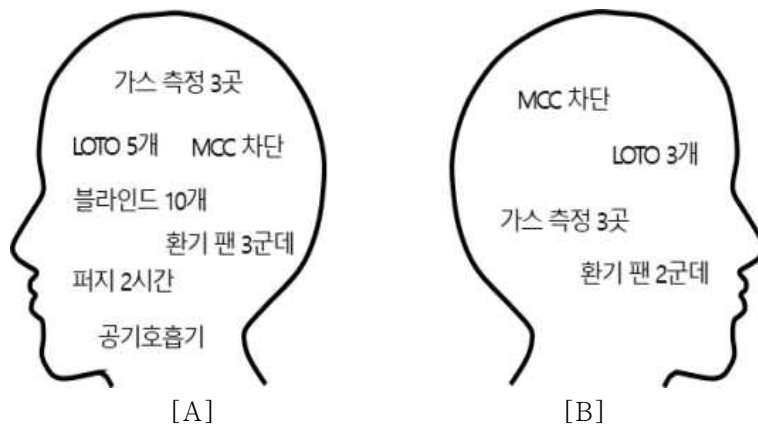 가스 측정 3곳
LOTO 5개 MCC 차단
블라인드 10개
환기 팬 3군데
퍼지 2시간
공기호흡기
[A]
MCC 차단
LOTO 3개
가스 측정 3곳
환기 팬 2군데
[B]